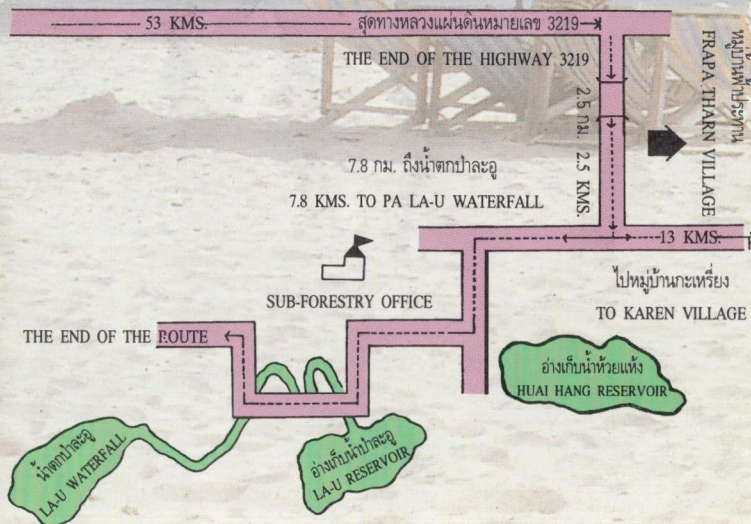 53 KMS.
สุดทางหลวงแผ่นดินหมายเลข 3219
THE END OF THE HIGHWAY 3219
2.5 กม. 2.5 KMS.
หมู่บ้านฟ้าประทาน
FRAPA THARN VILLAGE
7.8 กม. ถึงน้ำตกป่าละอู
7.8 KMS. TO PA LA-U WATERFALL
13 KMS.
ไปหมู่บ้านกะเหรี่ยง
TO KAREN VILLAGE
SUB-FORESTRY OFFICE
THE END OF THE ROUTE
อ่างเก็บน้ำห้วยแห้ง
HUAI HANG RESERVOIR
น้ำตกป่าละอู
LA-U WATERFALL
อ่างเก็บน้ำป่าละอู
LA-U RESERVOIR